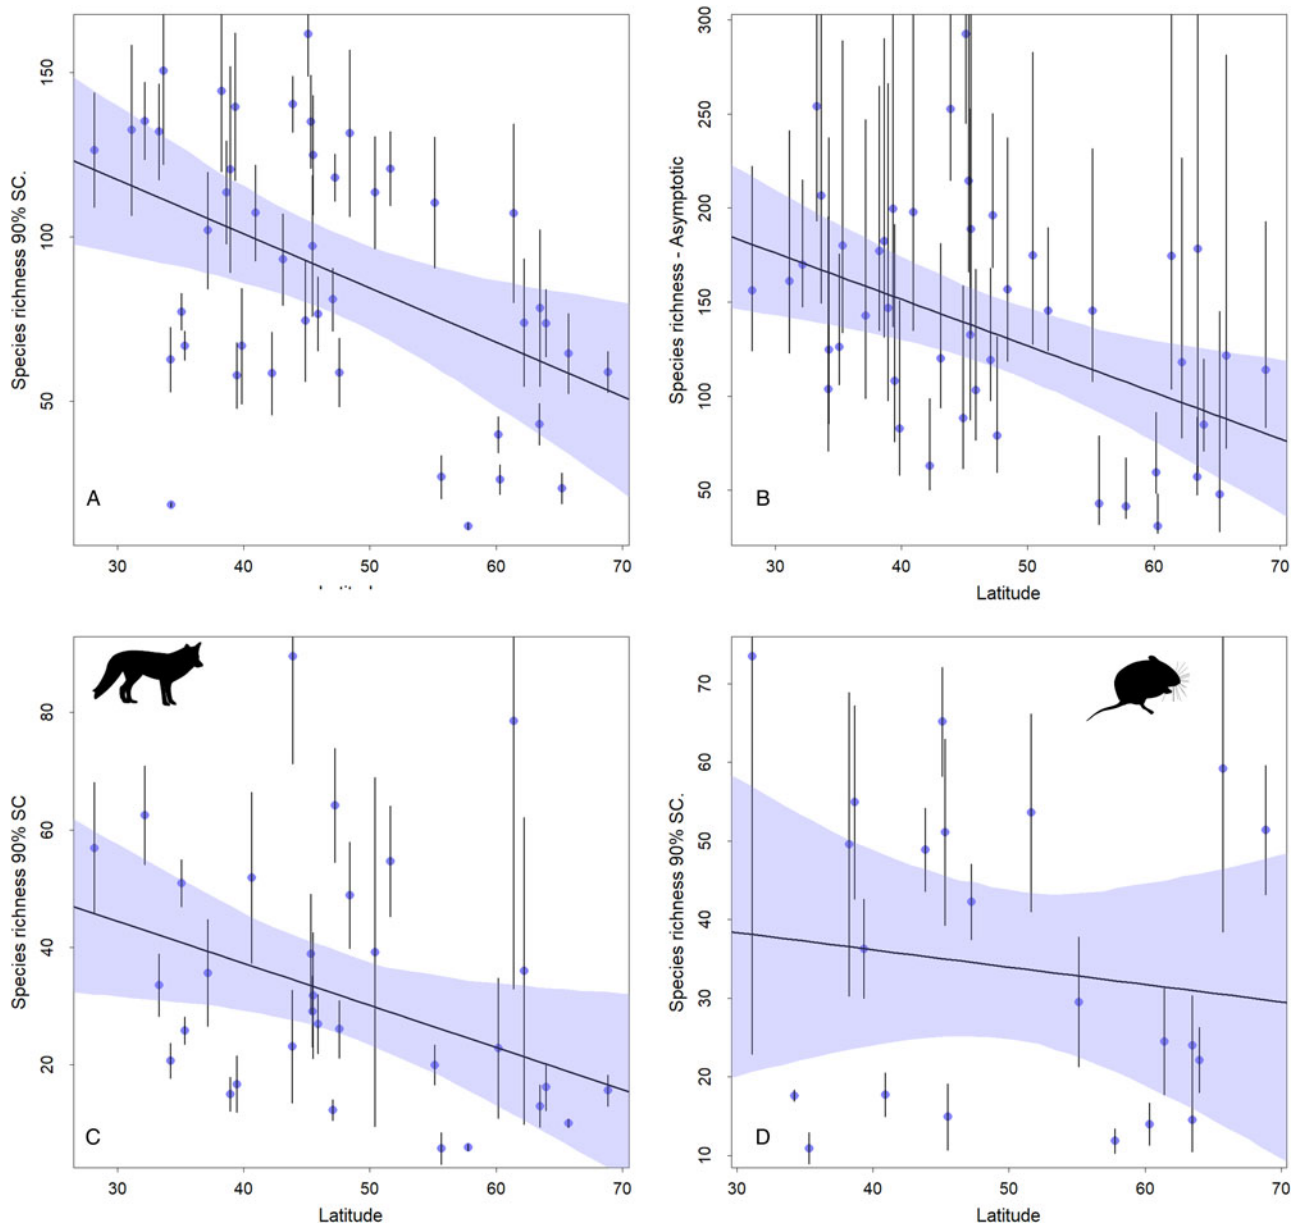 150
100
50
Species richness 90% SC.
A
30 40 50 60 70
300
250
200
150
100
50
Species richness - Asymptotic
B
30 40 50 60 70
Latitude
80
60
40
20
Species richness 90% SC
C
30 40 50 60 70
Latitude
70
60
50
40
30
20
10
Species richness 90% SC.
D
30 40 50 60 70
Latitude